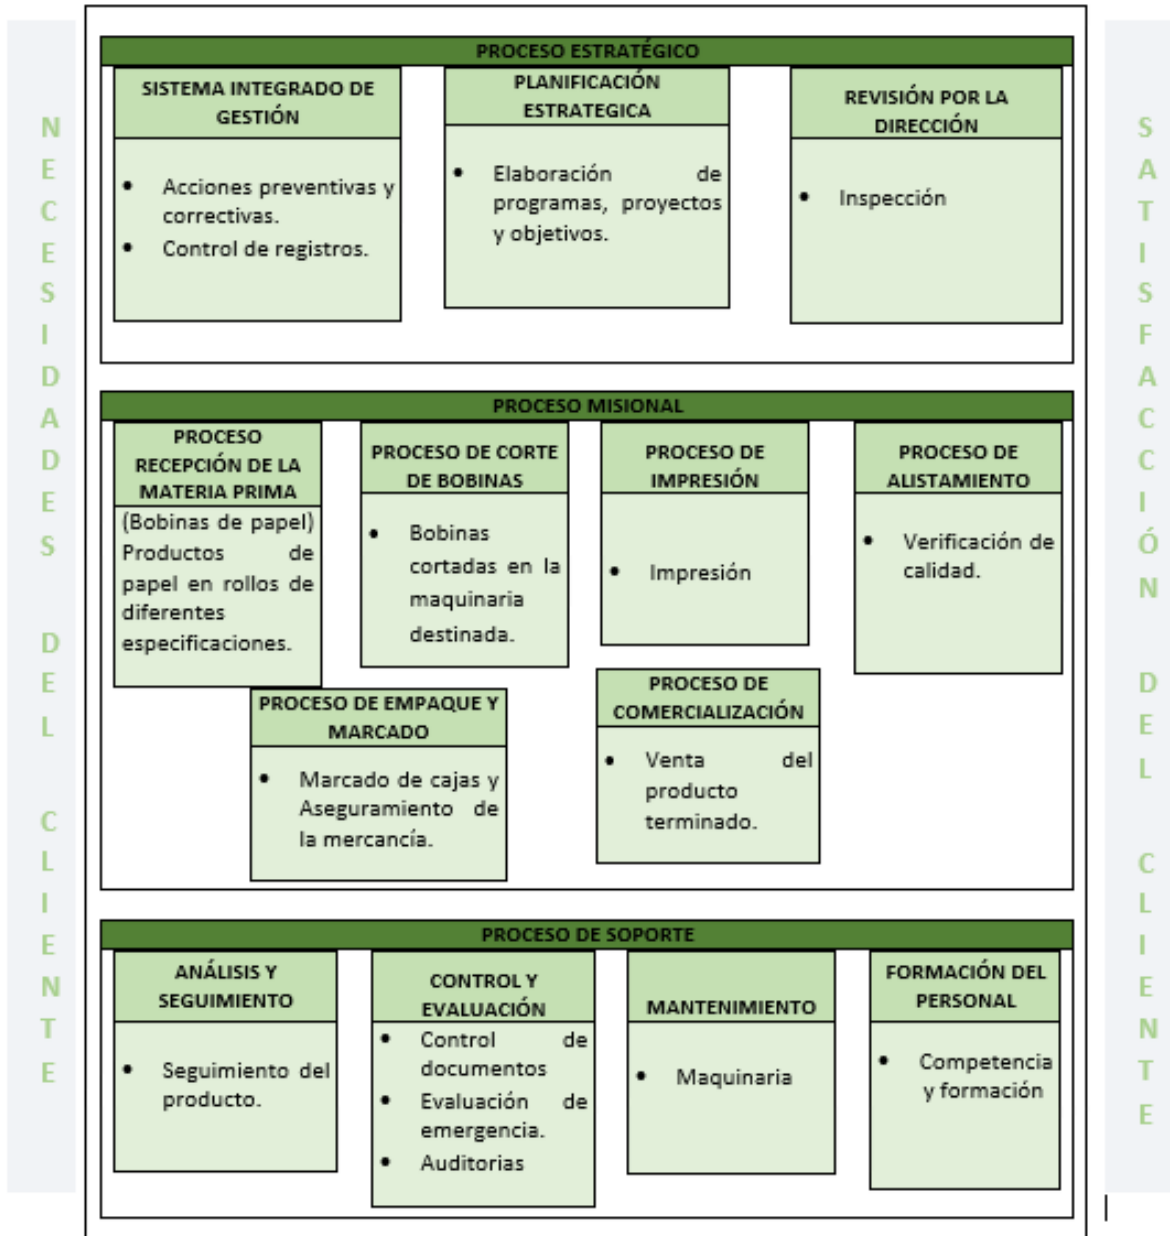 NECESIDADES DEL CLIENTE
PROCESO ESTRATÉGICO
SISTEMA INTEGRADO DE
GESTIÓN
• Acciones preventivas y
correctivas.
• Control de registros.
PLANIFICACIÓN
ESTRATEGICA
• Elaboración de
programas, proyectos
y objetivos.
REVISIÓN POR LA
DIRECCIÓN
• Inspección
PROCESO MISIONAL
PROCESO
RECEPCIÓN DE LA
MATERIA PRIMA
(Bobinas de papel)
Productos de
papel en rollos de
diferentes
especificaciones.
PROCESO DE CORTE
DE BOBINAS
• Bobinas
cortadas en la
maquinaria
destinada.
PROCESO DE
IMPRESIÓN
• Impresión
PROCESO DE
ALISTAMIENTO
• Verificación de
calidad.
PROCESO DE EMPAQUE Y
MARCADO
• Marcado de cajas y
Aseguramiento de
la mercancía.
PROCESO DE
COMERCIALIZACIÓN
• Venta del
producto
terminado.
PROCESO DE SOPORTE
ANÁLISIS Y
SEGUIMIENTO
• Seguimiento del
producto.
CONTROL Y
EVALUACIÓN
• Control de
documentos
• Evaluación de
emergencia.
• Auditorias
MANTENIMIENTO
• Maquinaria
FORMACIÓN DEL
PERSONAL
• Competencia
y formación
SATISFACCIÓN DEL CLIENTE